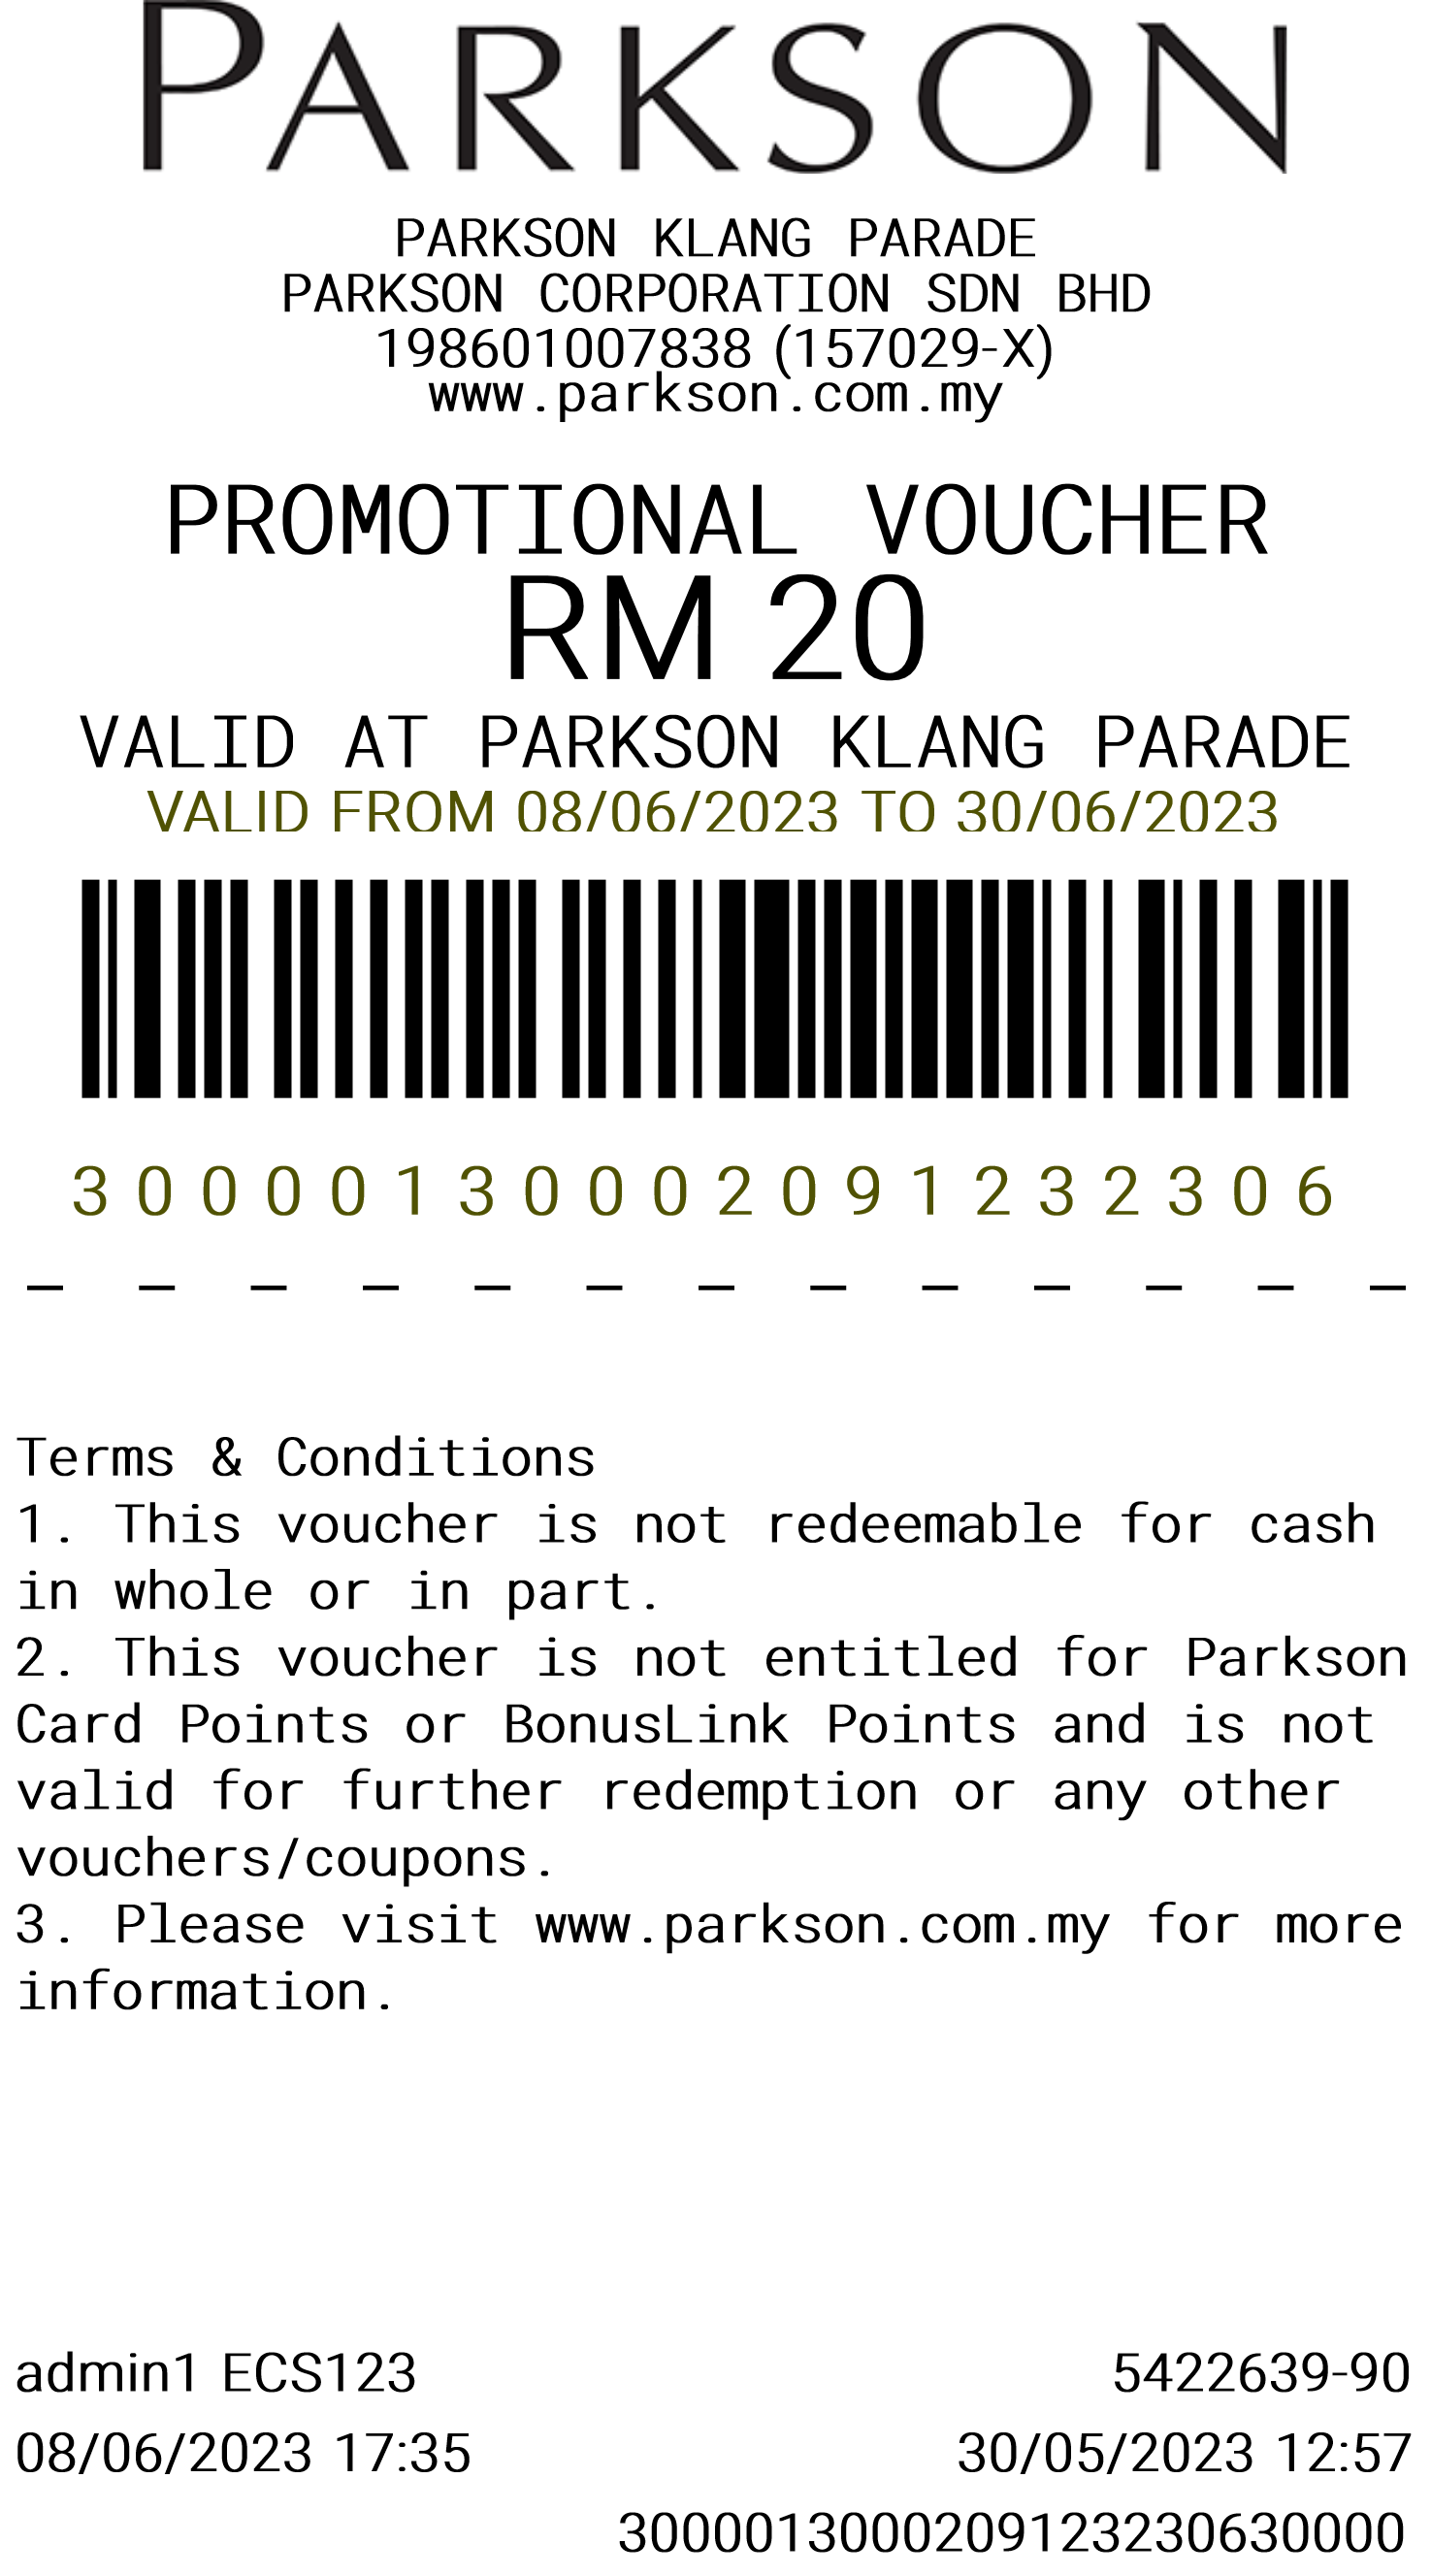 PARKSON
PARKSON KLANG PARADE
PARKSON CORPORATION SDN BHD
198601007838 (157029-X)
www.parkson.com.my
PROMOTIONAL VOUCHER
RM 20
VALID AT PARKSON KLANG PARADE
VALID FROM 08/06/2023 TO 30/06/2023
3 0 0 0 0 1 3 0 0 0 2 0 9 1 2 3 2 3 0 6
- - - - - - - - - - - - -
Terms & Conditions
1. This voucher is not redeemable for cash
in whole or in part.
2. This voucher is not entitled for Parkson
Card Points or BonusLink Points and is not
valid for further redemption or any other
vouchers/coupons.
3. Please visit www.parkson.com.my for more
information.
admin1 ECS123 5422639-90
08/06/2023 17:35 30/05/2023 12:57
3000013000209123230630000